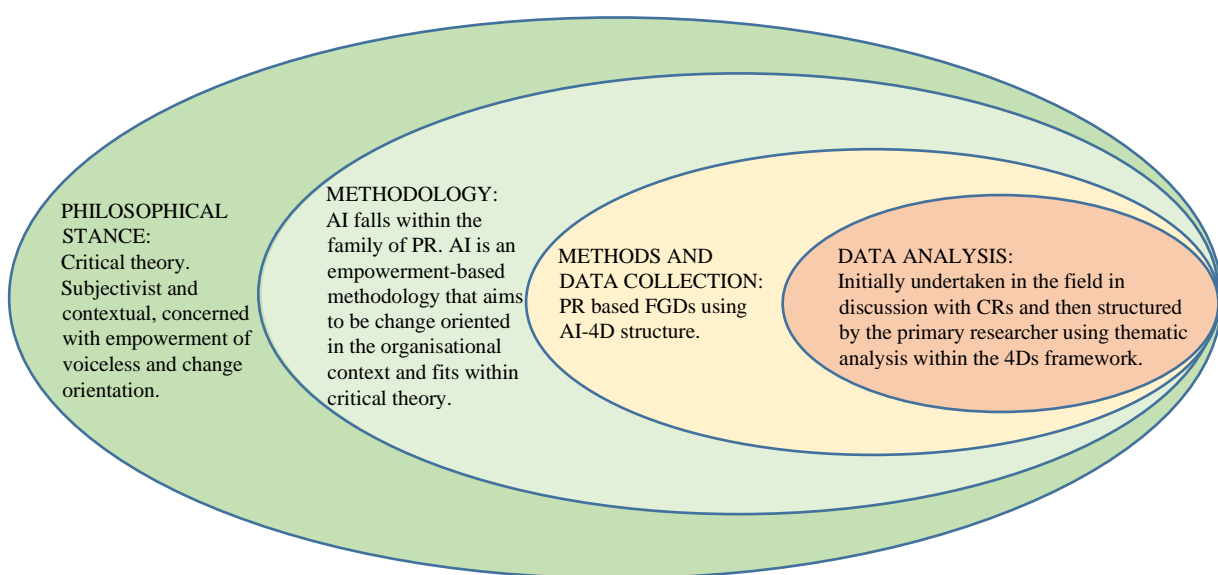 PHILOSOPHICAL
STANCE:
Critical theory.
Subjectivist and
contextual, concerned
with empowerment of
voiceless and change
orientation.
METHODOLOGY:
AI falls within the
family of PR. AI is an
empowerment-based
methodology that aims
to be change oriented
in the organisational
context and fits within
critical theory.
METHODS AND
DATA COLLECTION:
PR based FGDs using
AI-4D structure.
DATA ANALYSIS:
Initially undertaken in the field in
discussion with CRs and then structured
by the primary researcher using thematic
analysis within the 4Ds framework.